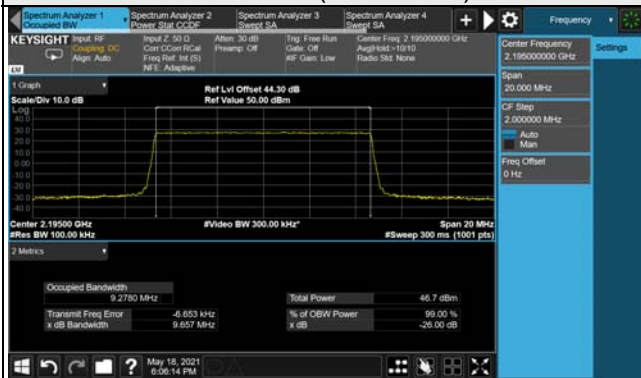 Spectrum Analyzer 1
Occupied BW
Spectrum Analyzer 2
Power Stat CCDF
Spectrum Analyzer 3
Swept SA
Spectrum Analyzer 4
Swept SA
Frequency
KEYSIGHT
Input: RF
Coupling: DC
Align: Auto
Input Z: 50 Ω
Corr CCorr RCal
Freq Ref: Int (S)
NFE: Adaptive
Atten: 30 dB
Preamp: Off
Trig: Free Run
Gate: Off
#IF Gain: Low
Center Freq: 2.195000000 GHz
Avg|Hold:>10/10
Radio Std: None
LM
Center Frequency
2.195000000 GHz
Settings
Span
20.000 MHz
CF Step
2.000000 MHz
Auto
Man
Freq Offset
0 Hz
1 Graph
Scale/Div 10.0 dB
Ref Lvl Offset 44.30 dB
Ref Value 50.00 dBm
Log
40.0
30.0
20.0
10.0
0.00
-10.0
-20.0
-30.0
-40.0
Center 2.19500 GHz
#Res BW 100.00 kHz
#Video BW 300.00 kHz*
Span 20 MHz
#Sweep 300 ms (1001 pts)
2 Metrics
Occupied Bandwidth
9.2780 MHz
Total Power 46.7 dBm
Transmit Freq Error -6.653 kHz
% of OBW Power 99.00 %
x dB Bandwidth 9.657 MHz
x dB -26.00 dB
May 18, 2021
6:06:14 PM